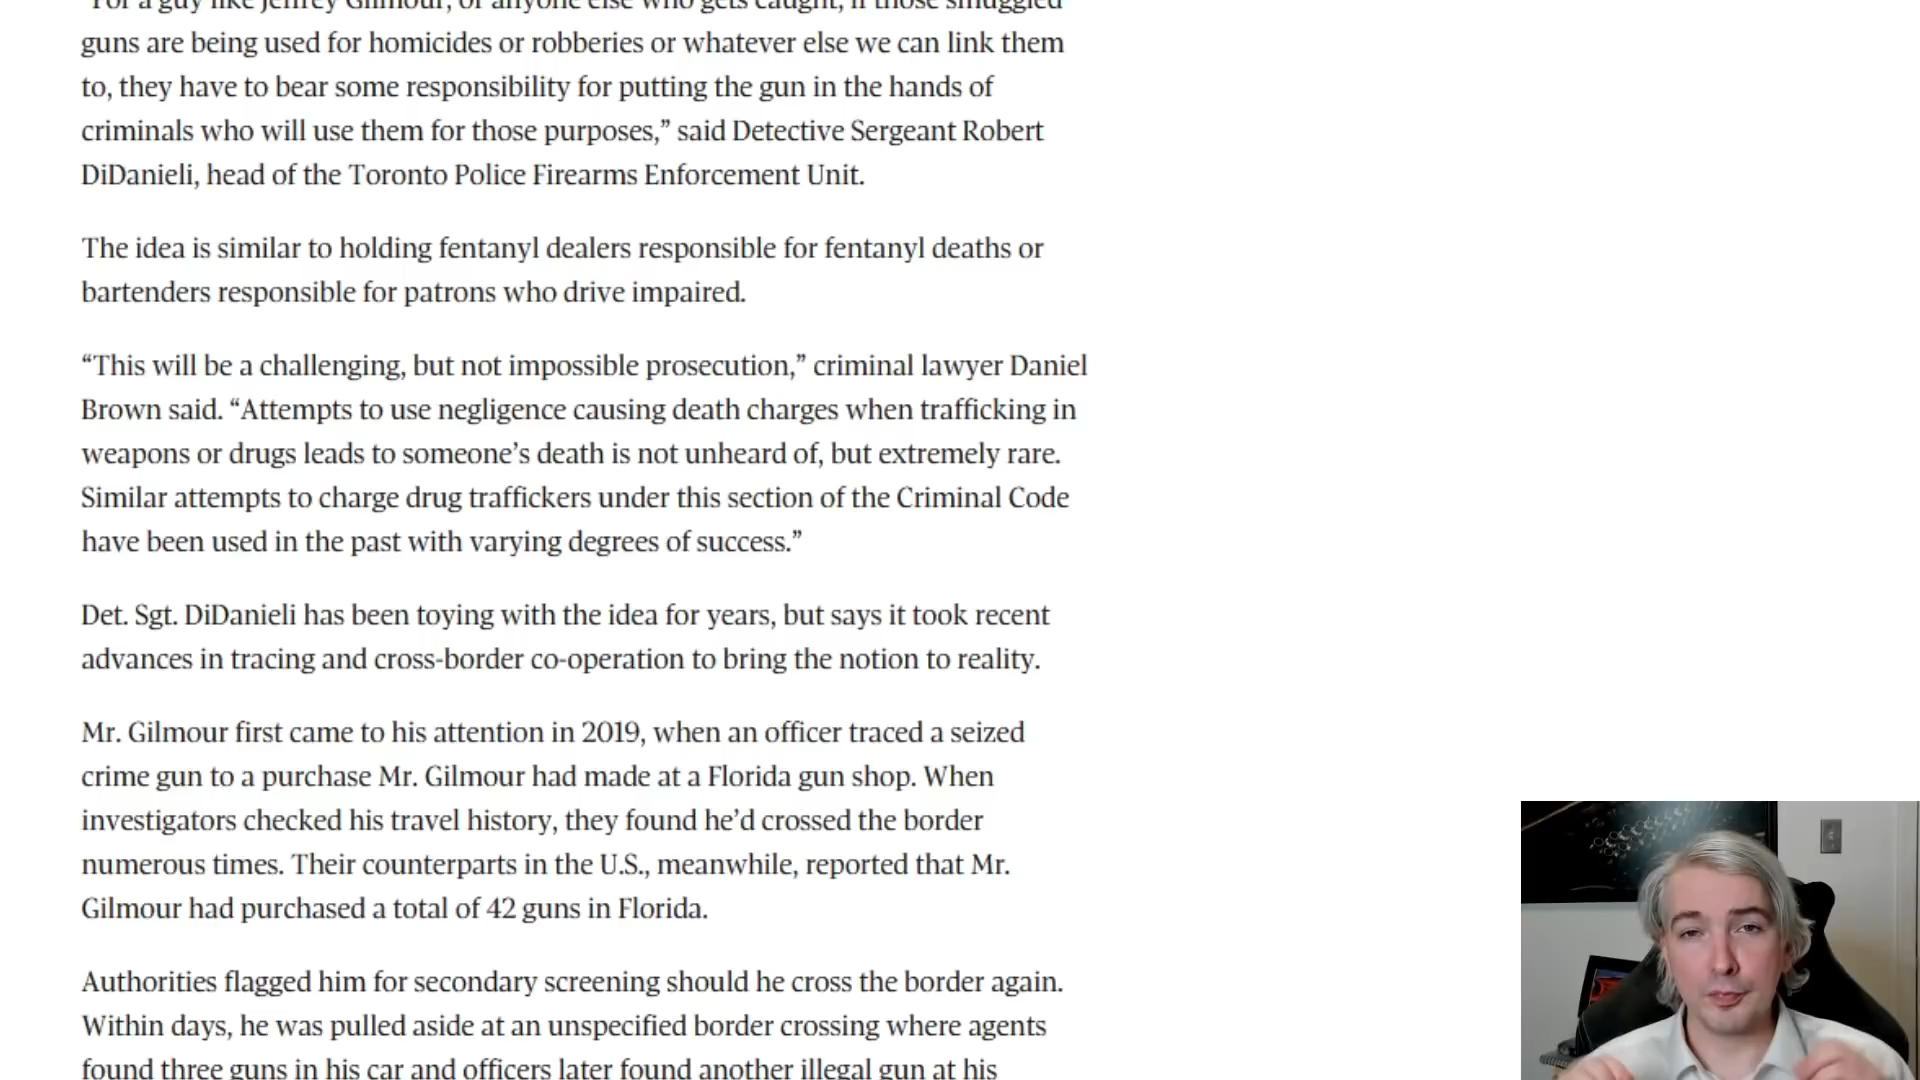 "For a guy like Jeffrey Gilmour, or anyone else who gets caught, if those smuggled
guns are being used for homicides or robberies or whatever else we can link them
to, they have to bear some responsibility for putting the gun in the hands of
criminals who will use them for those purposes,” said Detective Sergeant Robert
DiDanieli, head of the Toronto Police Firearms Enforcement Unit.
The idea is similar to holding fentanyl dealers responsible for fentanyl deaths or
bartenders responsible for patrons who drive impaired.
“This will be a challenging, but not impossible prosecution,” criminal lawyer Daniel
Brown said. “Attempts to use negligence causing death charges when trafficking in
weapons or drugs leads to someone’s death is not unheard of, but extremely rare.
Similar attempts to charge drug traffickers under this section of the Criminal Code
have been used in the past with varying degrees of success.”
Det. Sgt. DiDanieli has been toying with the idea for years, but says it took recent
advances in tracing and cross-border co-operation to bring the notion to reality.
Mr. Gilmour first came to his attention in 2019, when an officer traced a seized
crime gun to a purchase Mr. Gilmour had made at a Florida gun shop. When
investigators checked his travel history, they found he’d crossed the border
numerous times. Their counterparts in the U.S., meanwhile, reported that Mr.
Gilmour had purchased a total of 42 guns in Florida.
Authorities flagged him for secondary screening should he cross the border again.
Within days, he was pulled aside at an unspecified border crossing where agents
found three guns in his car and officers later found another illegal gun at his